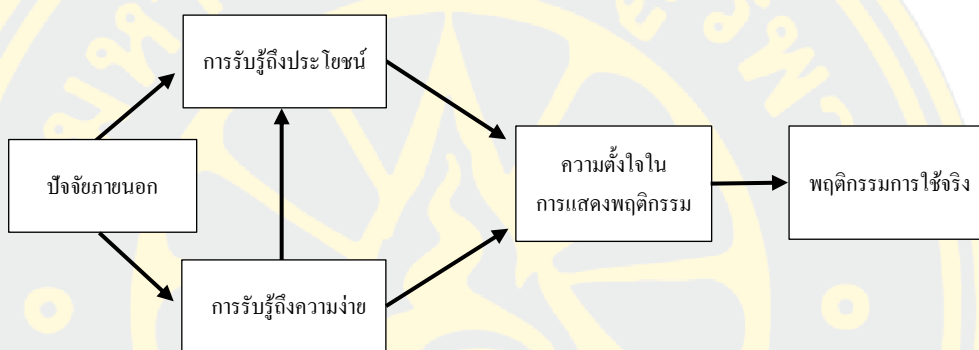 การรับรู้ถึงประโยชน์
ปัจจัยภายนอก
ความตั้งใจใน
การแสดงพฤติกรรม
พฤติกรรมการใช้จริง
การรับรู้ถึงความง่าย